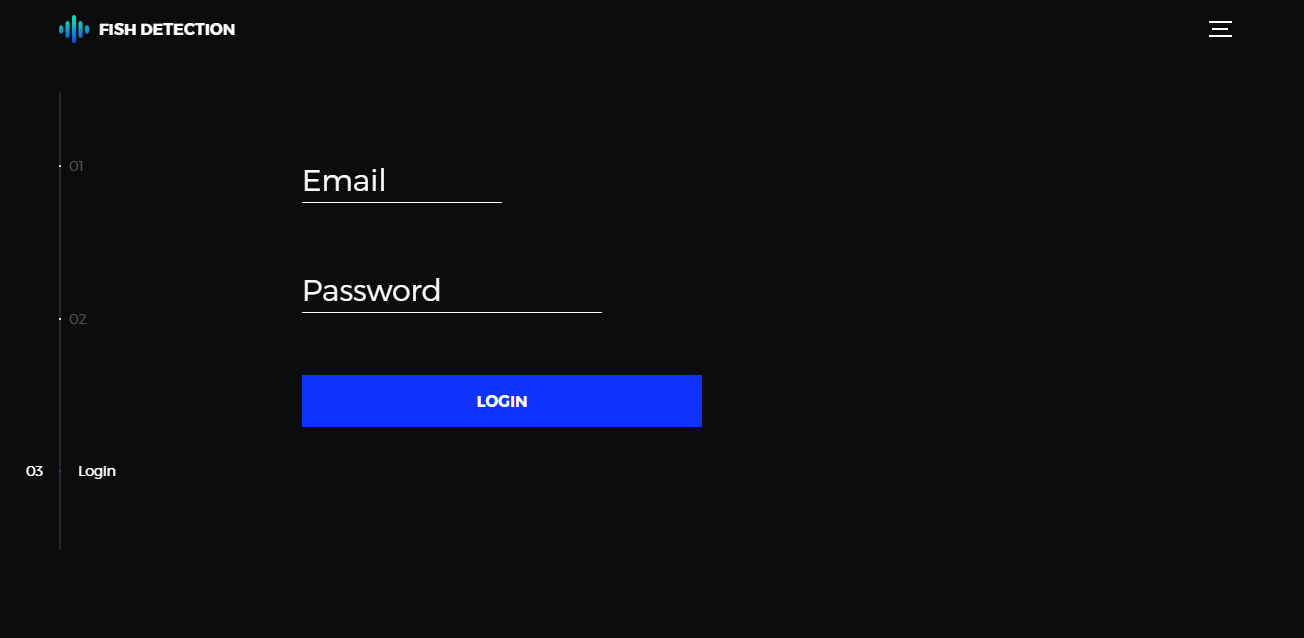 FISH DETECTION
01
Email
Password
02
LOGIN
03 Login